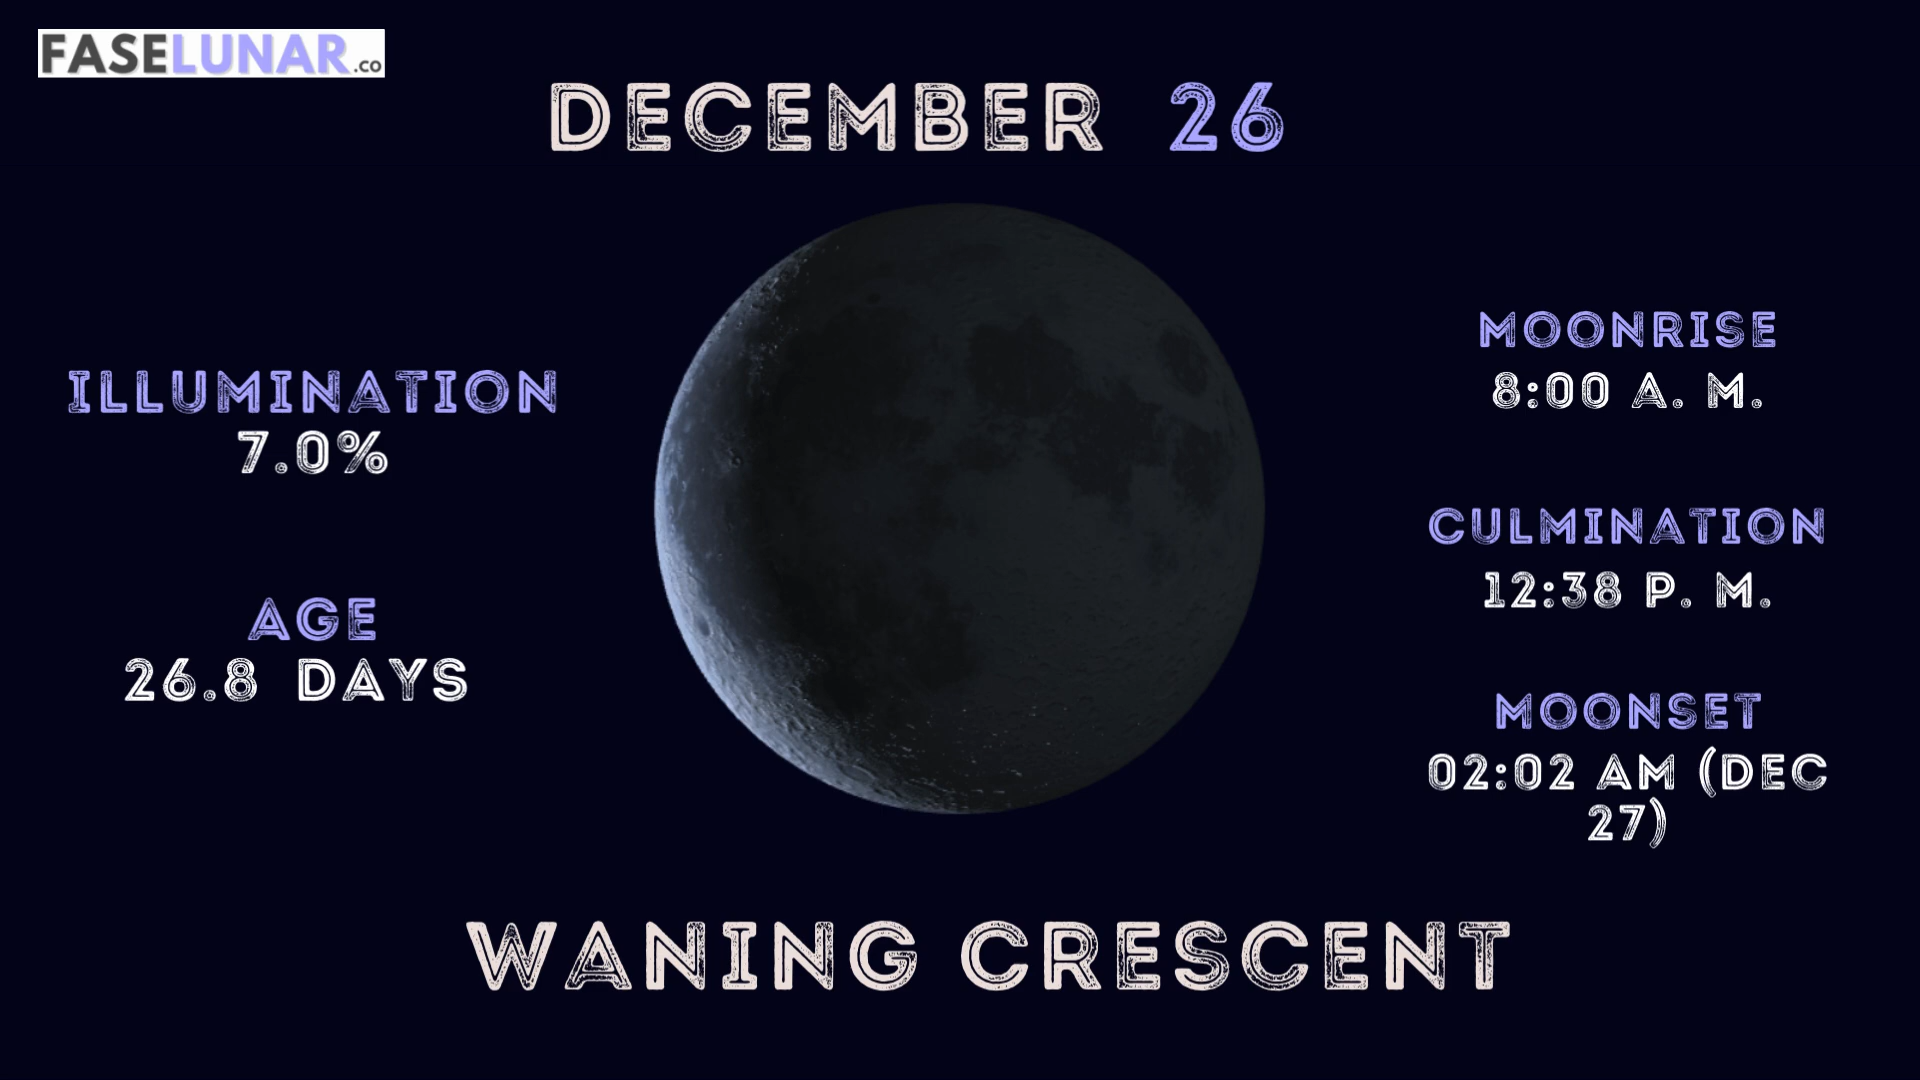 FASELUNAR.co
DECEMBER 26
ILLUMINATION
7.0%
AGE
26.8 DAYS
MOONRISE
8:00 A. M.
CULMINATION
12:38 P. M.
MOONSET
02:02 AM (DEC
27)
WANING CRESCENT